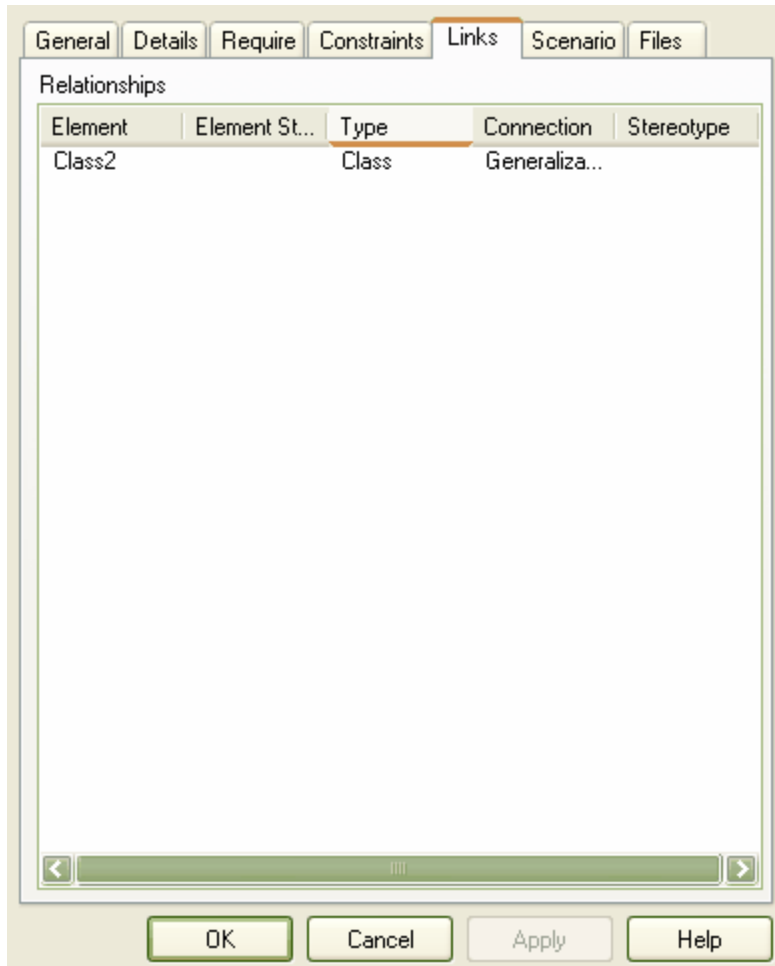 General Details Require Constraints Links Scenario Files
Relationships
Element Element St... Type Connection Stereotype
Class2 Class Generaliza...
OK Cancel Apply Help